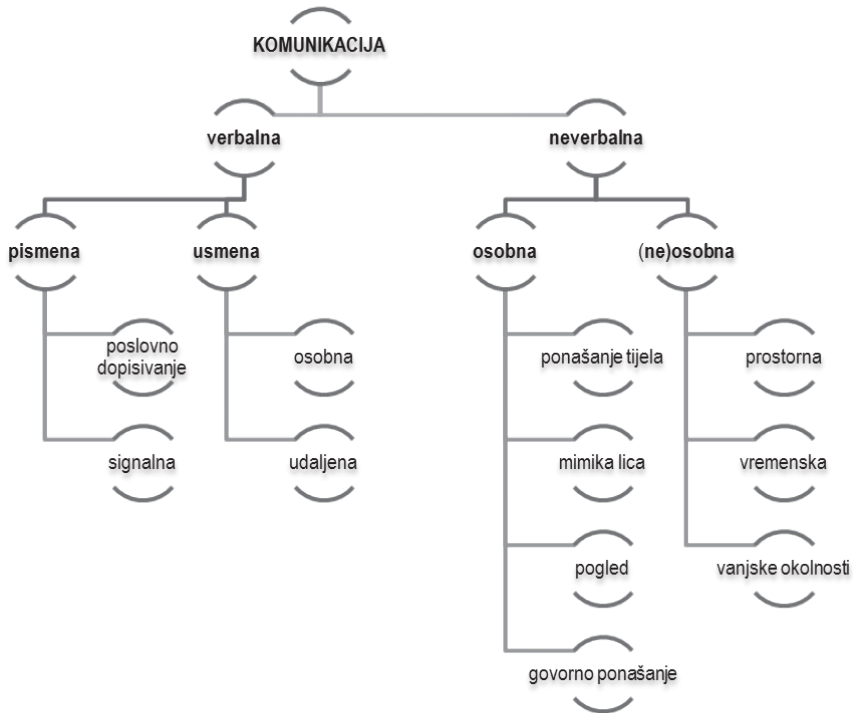 KOMUNIKACIJA
verbalna
neverbalna
pismena
usmena
osobna
(ne)osobna
poslovno
dopisivanje
osobna
ponašanje tijela
prostorna
signalna
udaljena
mimika lica
vremenska
pogled
vanjske okolnosti
govorno ponašanje